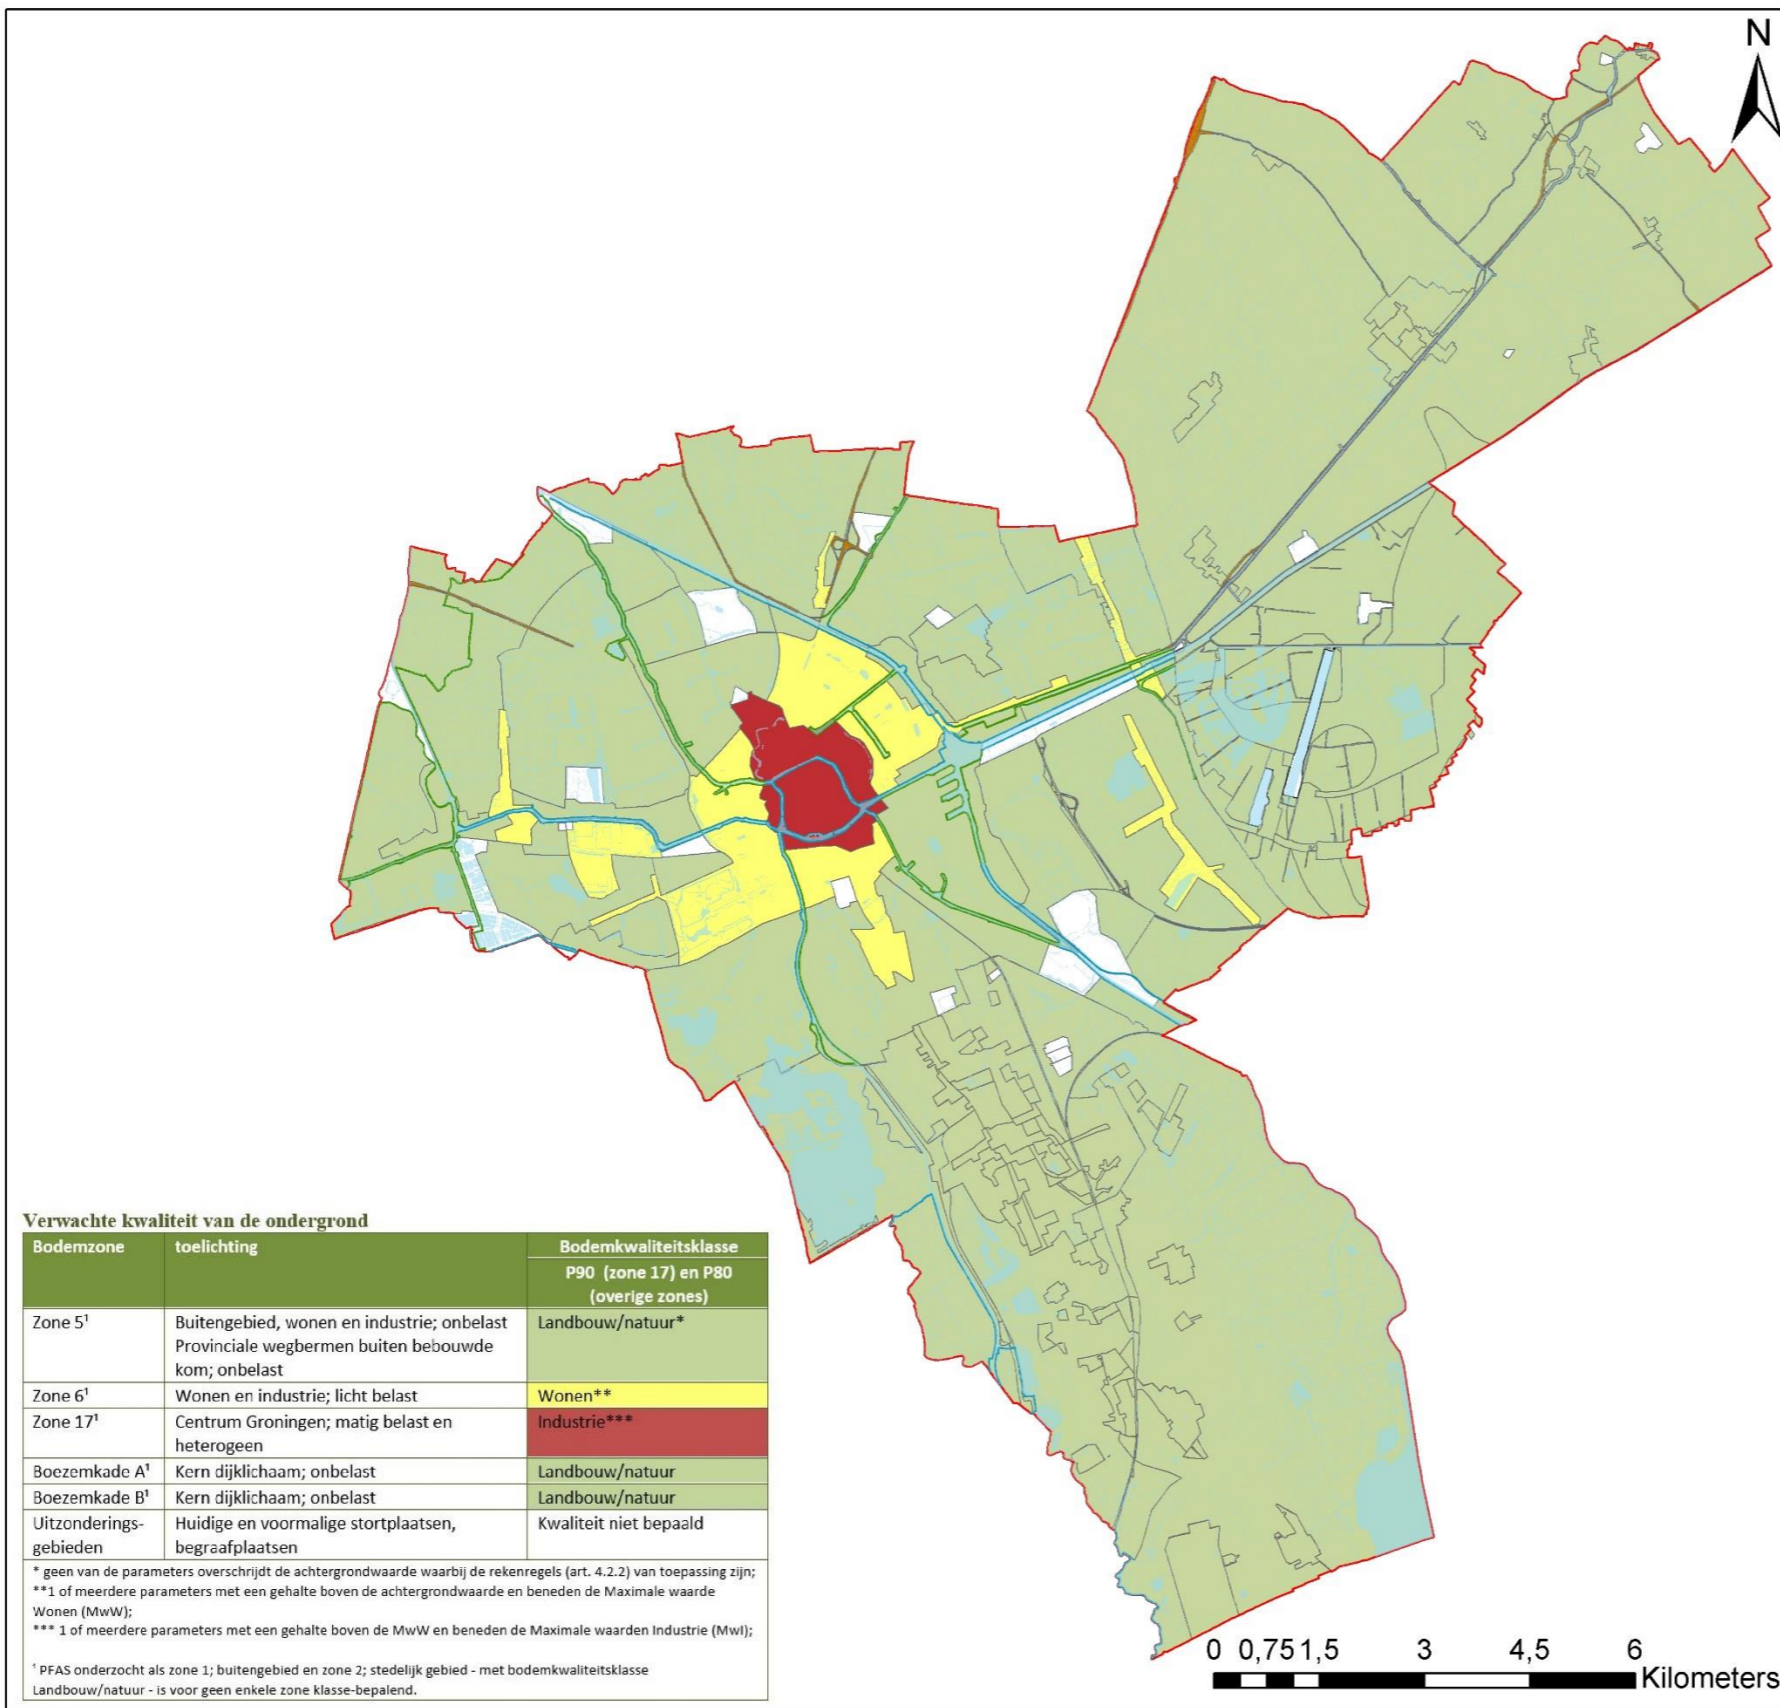 N
Verwachte kwaliteit van de ondergrond
Bodemzone toelichting Bodemkwaliteitsklasse
P90 (zone 17) en P80
(overige zones)
Zone 5¹ Buitengebied, wonen en industrie; onbelast Landbouw/natuur*
Provinciale wegbermen buiten bebouwde
kom; onbelast
Zone 6¹ Wonen en industrie; licht belast Wonen**
Zone 17¹ Centrum Groningen; matig belast en Industrie***
heterogeen
Boezemkade A¹ Kern dijklichaam; onbelast Landbouw/natuur
Boezemkade B¹ Kern dijklichaam; onbelast Landbouw/natuur
Uitzonderings- Huidige en voormalige stortplaatsen, Kwaliteit niet bepaald
gebieden begraafplaatsen
* geen van de parameters overschrijdt de achtergrondwaarde waarbij de rekenregels (art. 4.2.2) van toepassing zijn;
**1 of meerdere parameters met een gehalte boven de achtergrondwaarde en beneden de Maximale waarde
Wonen (MwW);
*** 1 of meerdere parameters met een gehalte boven de MwW en beneden de Maximale waarden Industrie (MwI);
¹ PFAS onderzocht als zone 1; buitengebied en zone 2; stedelijk gebied - met bodemkwaliteitsklasse
Landbouw/natuur - is voor geen enkele zone klasse-bepalend.
0 0,75 1,5 3 4,5 6
Kilometers